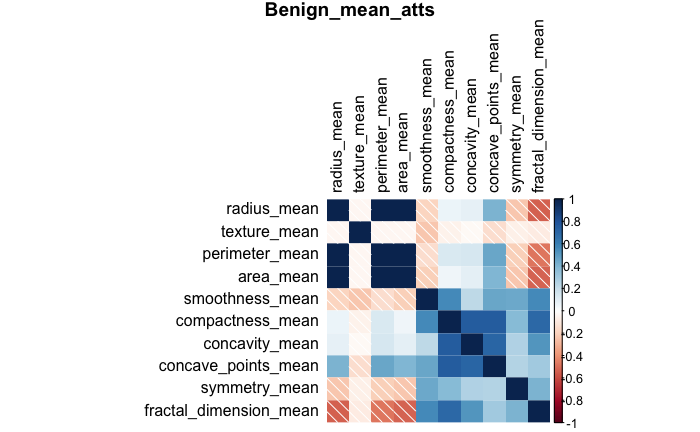 Benign_mean_atts
radius_mean
texture_mean
perimeter_mean
area_mean
smoothness_mean
compactness_mean
concavity_mean
concave_points_mean
symmetry_mean
fractal_dimension_mean
radius_mean
texture_mean
perimeter_mean
area_mean
smoothness_mean
compactness_mean
concavity_mean
concave_points_mean
symmetry_mean
fractal_dimension_mean
1
0.8
0.6
0.4
0.2
0
-0.2
-0.4
-0.6
-0.8
-1